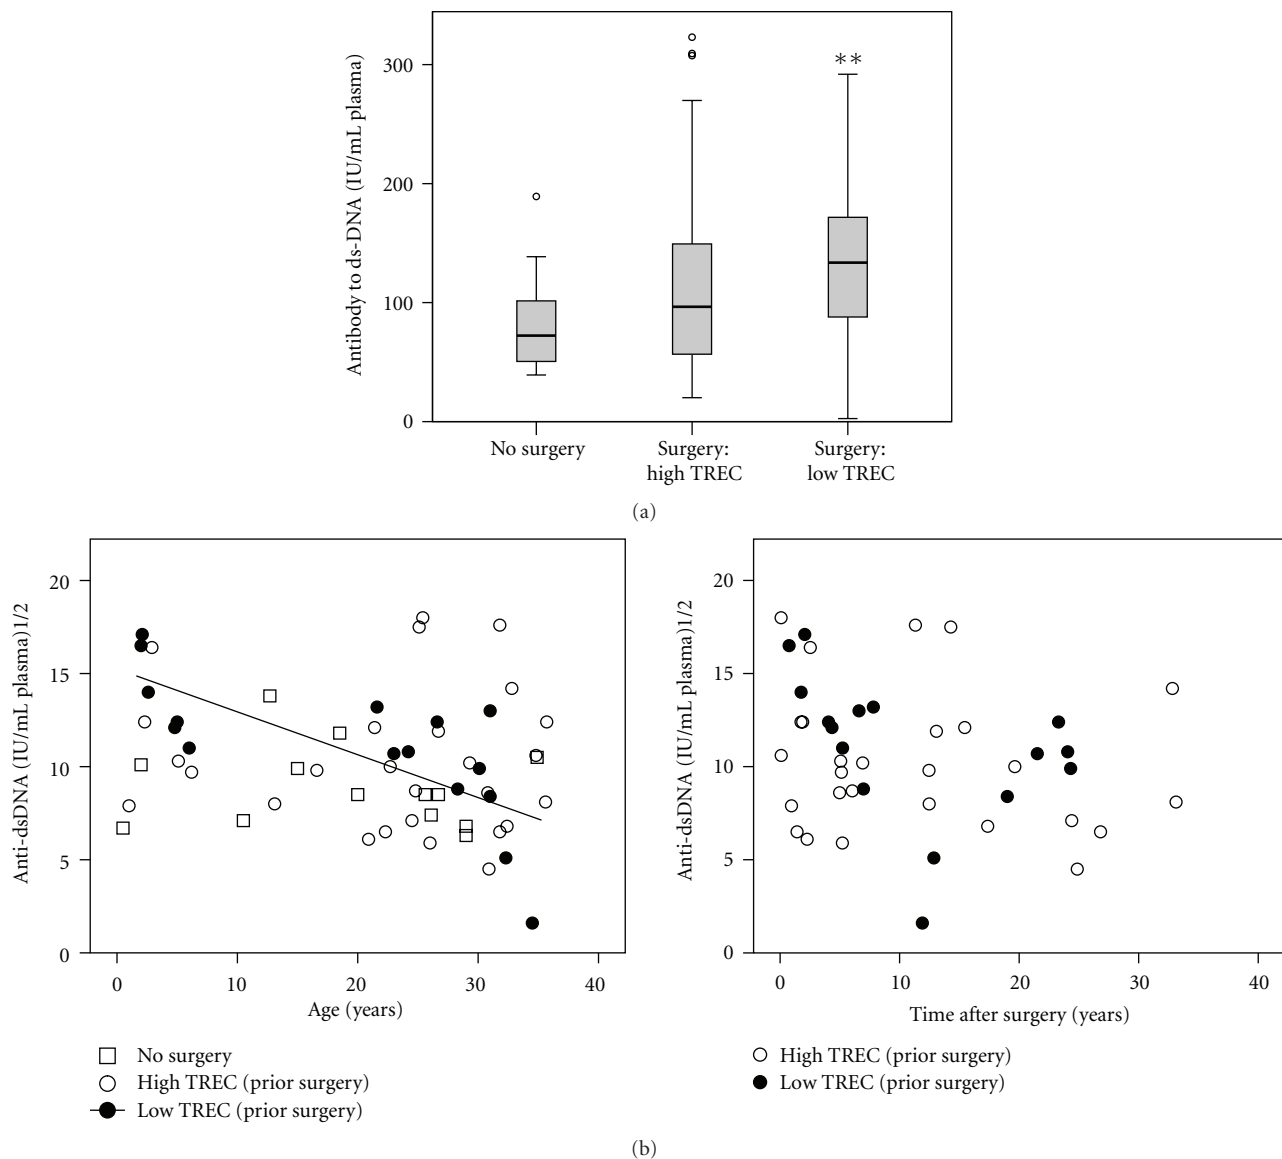 Antibody to ds-DNA (IU/mL plasma)
300
200
100
0
**
No surgery
Surgery:
high TREC
Surgery:
low TREC
(a)
Anti-dsDNA (IU/mL plasma)1/2
20
15
10
5
0
0 10 20 30 40
Age (years)
No surgery
High TREC (prior surgery)
Low TREC (prior surgery)
Anti-dsDNA (IU/mL plasma)1/2
20
15
10
5
0
0 10 20 30 40
Time after surgery (years)
High TREC (prior surgery)
Low TREC (prior surgery)
(b)